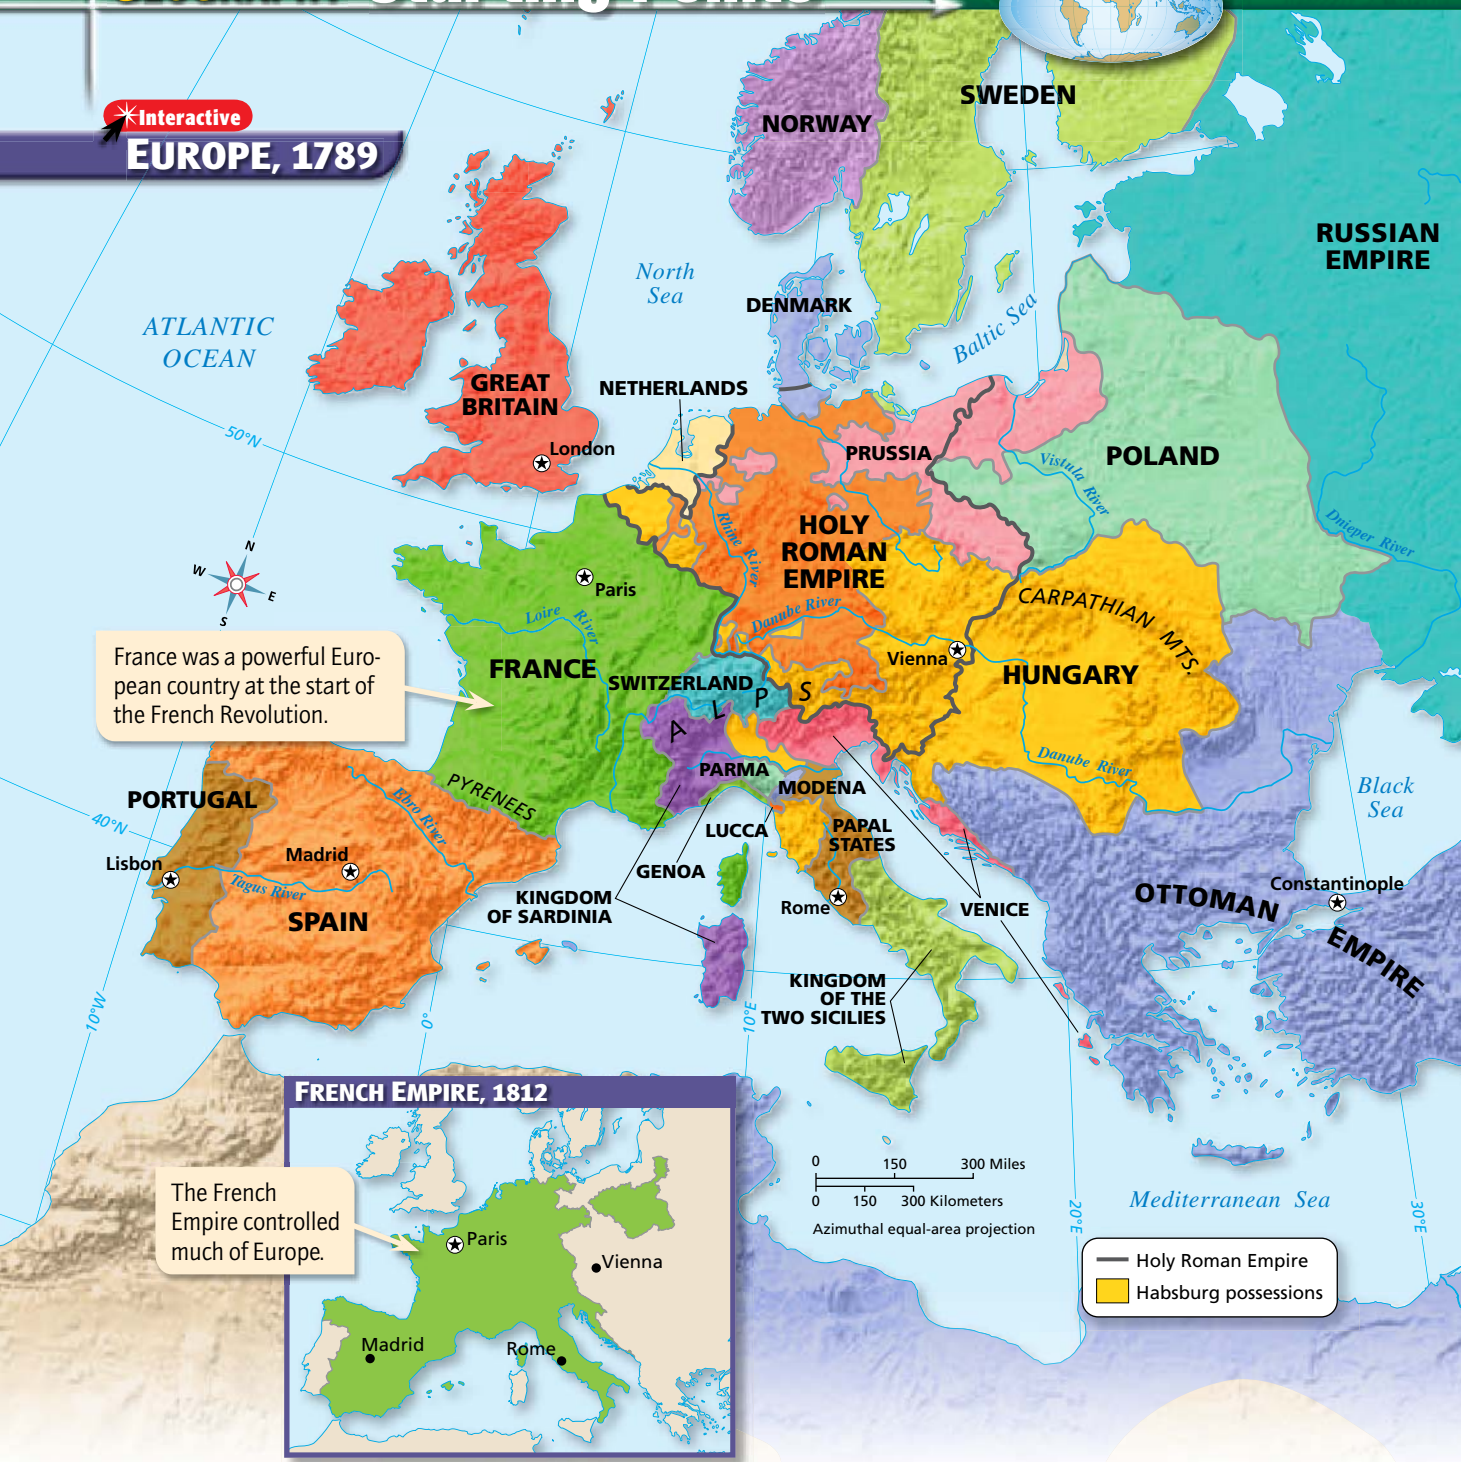 Interactive
EUROPE, 1789
NORWAY
SWEDEN
RUSSIAN
EMPIRE
North
Sea
DENMARK
Baltic Sea
ATLANTIC
OCEAN
GREAT
BRITAIN
London
NETHERLANDS
PRUSSIA
POLAND
Vistula River
Dnieper River
50°N
HOLY
ROMAN
EMPIRE
Rhine River
N
W
E
S
Paris
Loire River
Danube River
CARPATHIAN MTS.
France was a powerful Euro-
pean country at the start of
the French Revolution.
FRANCE
SWITZERLAND
Vienna
HUNGARY
ALPS
Danube River
PYRENEES
PARMA
MODENA
Black
Sea
PORTUGAL
Ebro River
40°N
LUCCA
PAPAL
STATES
Lisbon
Madrid
Tagus River
GENOA
KINGDOM
OF SARDINIA
Rome
VENICE
OTTOMAN
EMPIRE
Constantinople
SPAIN
KINGDOM
OF THE
TWO SICILIES
10°W
0°
10°E
20°E
30°E
FRENCH EMPIRE, 1812
The French
Empire controlled
much of Europe.
Paris
Vienna
Madrid
Rome
0 150 300 Miles
0 150 300 Kilometers
Azimuthal equal-area projection
Mediterranean Sea
Holy Roman Empire
Habsburg possessions